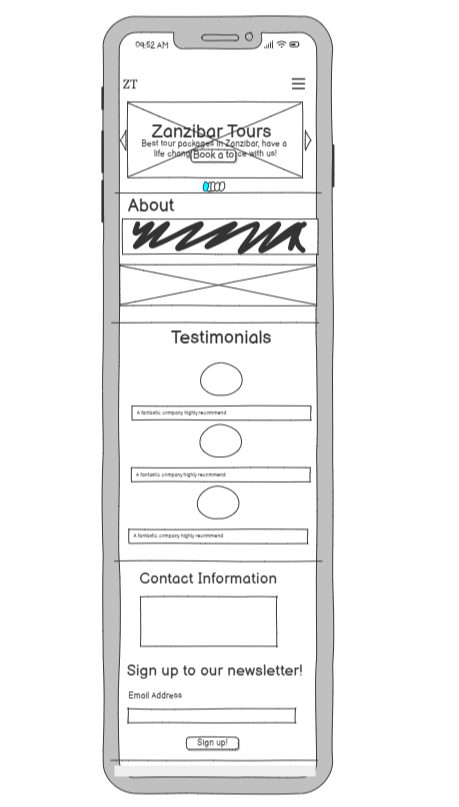 09:52 AM
ZT
Zanzibar Tours
Best tour packages in Zanzibar, have a
life chang Book a to ce with us!
About
Testimonials
A fantastic company highly recommend
A fantastic company highly recommend
A fantastic company highly recommend
Contact Information
Sign up to our newsletter!
Email Address
Sign up!